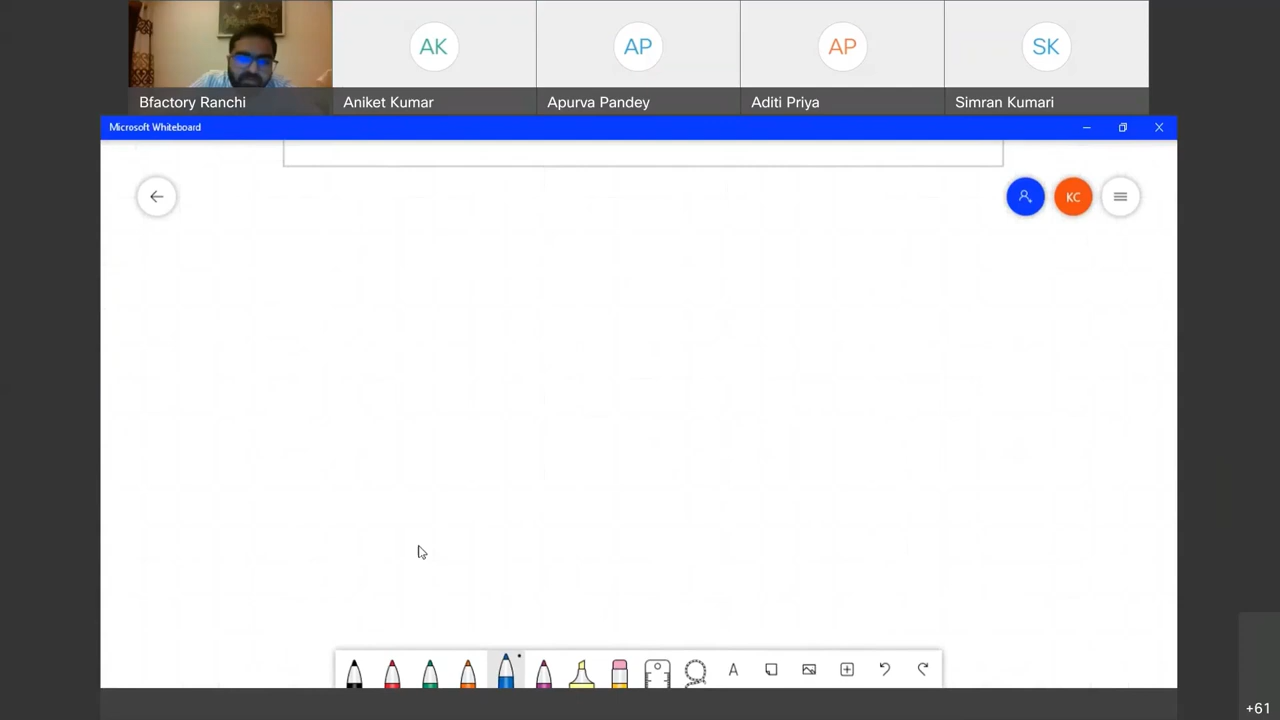 AK
AP
AP
SK
Bfactory Ranchi
Aniket Kumar
Apurva Pandey
Aditi Priya
Simran Kumari
Microsoft Whiteboard
KC
A
+61